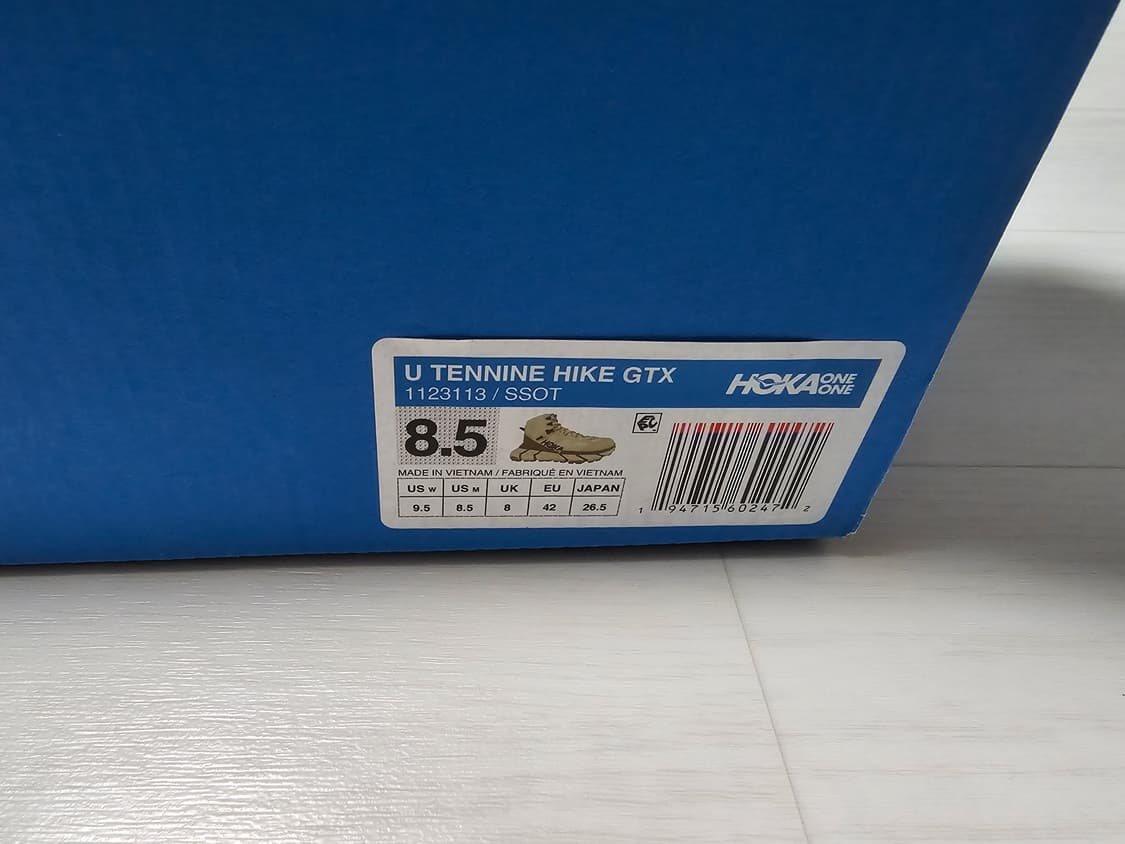 U TENNINE HIKE GTX
1123113 / SSOT
HOKA ONE ONE
8.5
HOKA
MADE IN VIETNAM / FABRIQUÉ EN VIETNAM
US W US M UK EU JAPAN
9.5 8.5 8 42 26.5
1 94715 60247 2